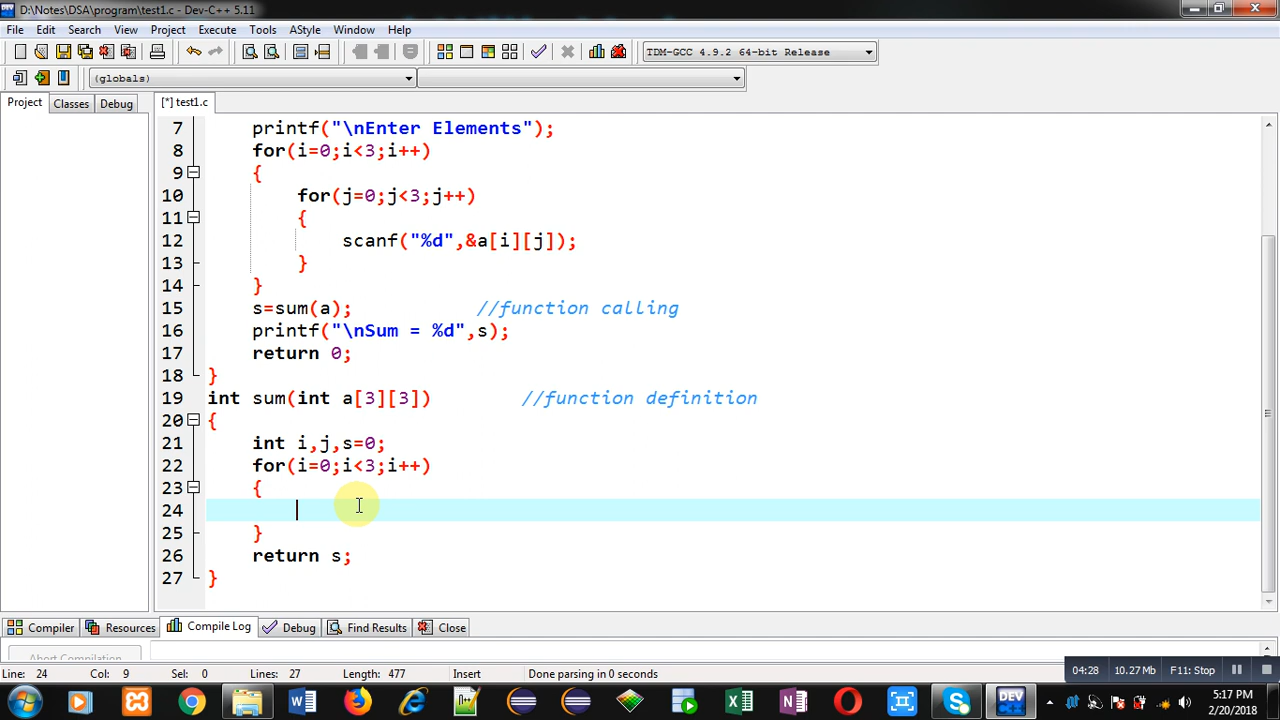 D:\Notes\DSA\program\test1.c - Dev-C++ 5.11
File Edit Search View Project Execute Tools AStyle Window Help
TDM-GCC 4.9.2 64-bit Release
(globals)
Project Classes Debug [*] test1.c
7 printf("\nEnter Elements");
8 for(i=0;i<3;i++)
9 {
10 for(j=0;j<3;j++)
11 {
12 scanf("%d",&a[i][j]);
13 }
14 }
15 s=sum(a); //function calling
16 printf("\nSum = %d",s);
17 return 0;
18 }
19 int sum(int a[3][3]) //function definition
20 {
21 int i,j,s=0;
22 for(i=0;i<3;i++)
23 {
24
25 }
26 return s;
27 }
Compiler Resources Compile Log Debug Find Results Close
Abort Compilation
Line: 24 Col: 9 Sel: 0 Lines: 27 Length: 477 Insert Done parsing in 0 seconds
04:28 10.27 Mb F11: Stop
5:17 PM
2/20/2018